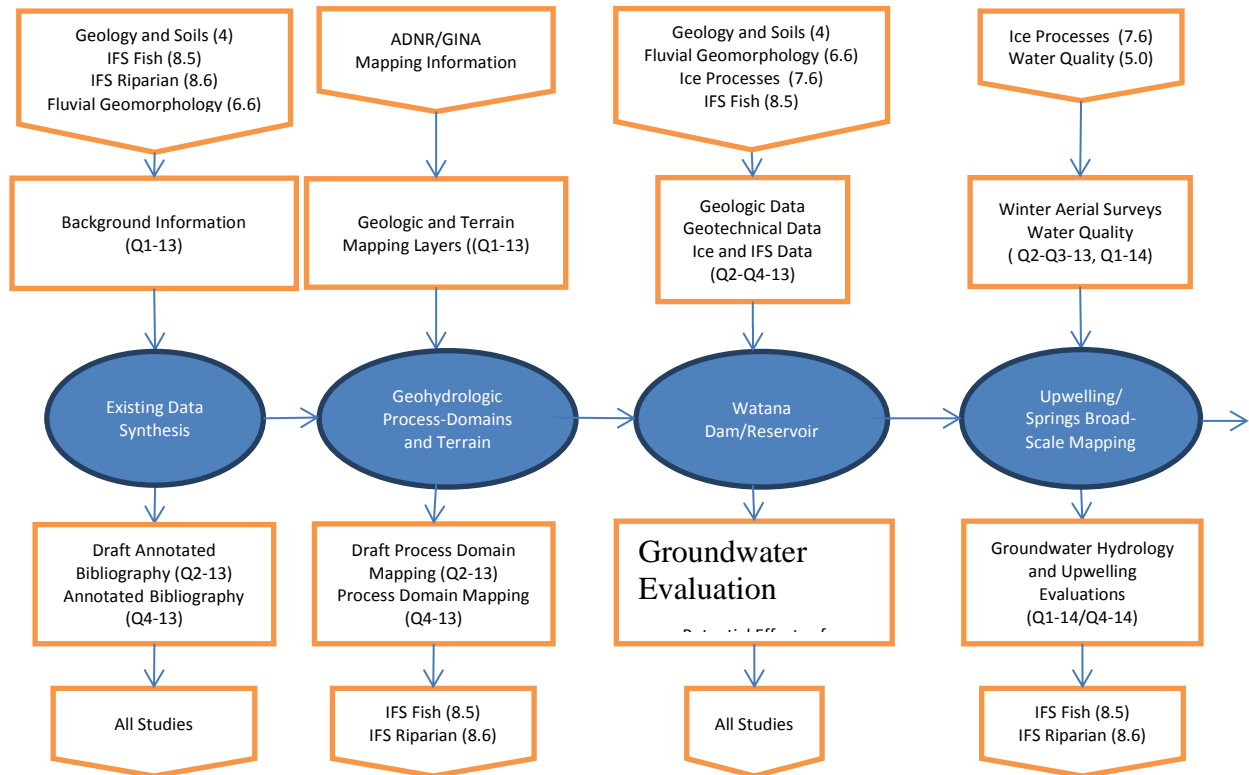 Geology and Soils (4)
IFS Fish (8.5)
IFS Riparian (8.6)
Fluvial Geomorphology (6.6)
ADNR/GINA
Mapping Information
Geology and Soils (4)
Fluvial Geomorphology (6.6)
Ice Processes (7.6)
IFS Fish (8.5)
Ice Processes (7.6)
Water Quality (5.0)
Background Information
(Q1-13)
Geologic and Terrain
Mapping Layers ((Q1-13)
Geologic Data
Geotechnical Data
Ice and IFS Data
(Q2-Q4-13)
Winter Aerial Surveys
Water Quality
( Q2-Q3-13, Q1-14)
Existing Data
Synthesis
Geohydrologic
Process-Domains
and Terrain
Watana
Dam/Reservoir
Upwelling/
Springs Broad-
Scale Mapping
Draft Annotated
Bibliography (Q2-13)
Annotated Bibliography
(Q4-13)
Draft Process Domain
Mapping (Q2-13)
Process Domain Mapping
(Q4-13)
Groundwater
Evaluation
Groundwater Hydrology
and Upwelling
Evaluations
(Q1-14/Q4-14)
All Studies
IFS Fish (8.5)
IFS Riparian (8.6)
All Studies
IFS Fish (8.5)
IFS Riparian (8.6)